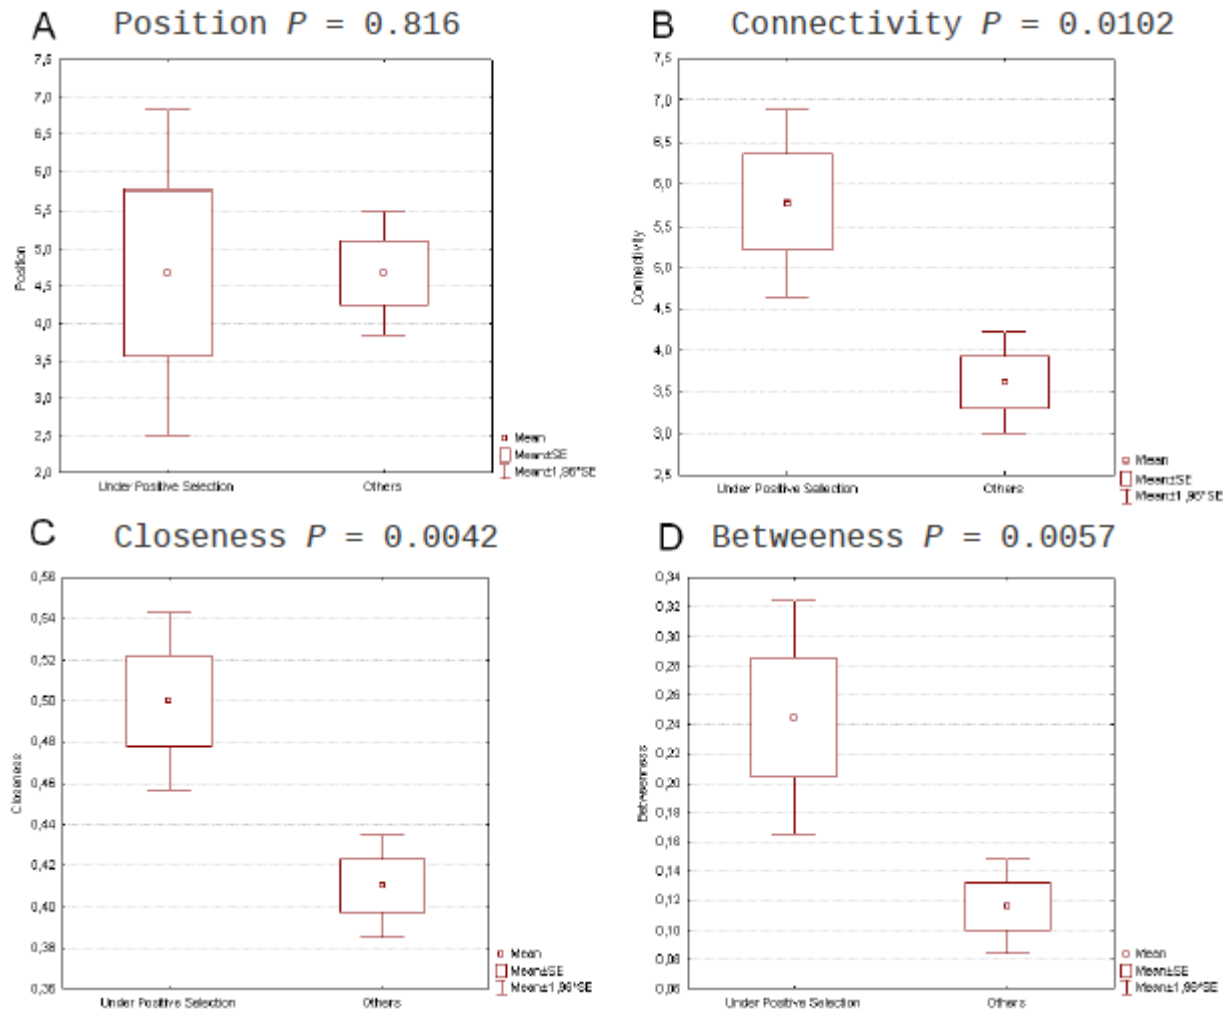 A Position P = 0.816
7,5
7,0
6,5
6,0
5,5
5,0
4,5
4,0
3,5
3,0
2,5
2,0
Position
Under Positive Selection
Others
Mean
Mean±SE
Mean±1,96*SE
B Connectivity P = 0.0102
7,5
7,0
6,5
6,0
5,5
5,0
4,5
4,0
3,5
3,0
2,5
Connectivity
Under Positive Selection
Others
Mean
Mean±SE
Mean±1,96*SE
C Closeness P = 0.0042
0,56
0,54
0,52
0,50
0,48
0,46
0,44
0,42
0,40
0,38
0,36
Closeness
Under Positive Selection
Others
Mean
Mean±SE
Mean±1,96*SE
D Betweeness P = 0.0057
0,34
0,32
0,30
0,28
0,26
0,24
0,22
0,20
0,18
0,16
0,14
0,12
0,10
0,08
0,06
Betweenness
Under Positive Selection
Others
Mean
Mean±SE
Mean±1,96*SE